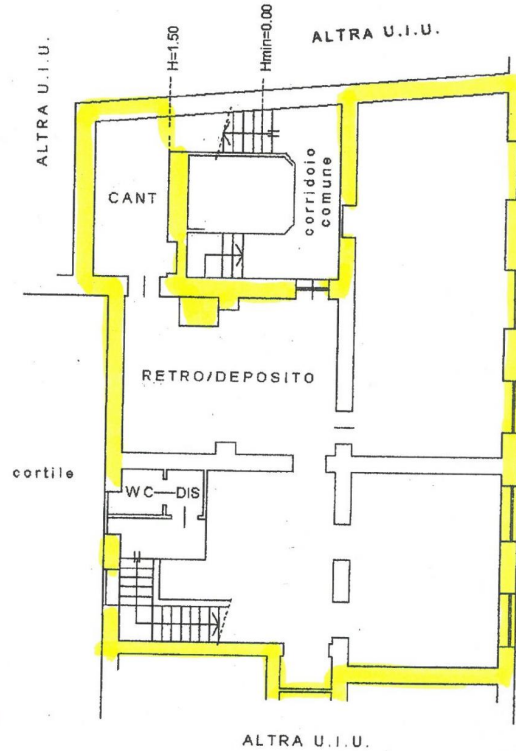 ALTRA U.I.U.
H=1.50
Hmin=0.00
ALTRA U.I.U.
CANT
corridoio
comune
RETRO/DEPOSITO
cortile
WC
DIS
ALTRA U.I.U.